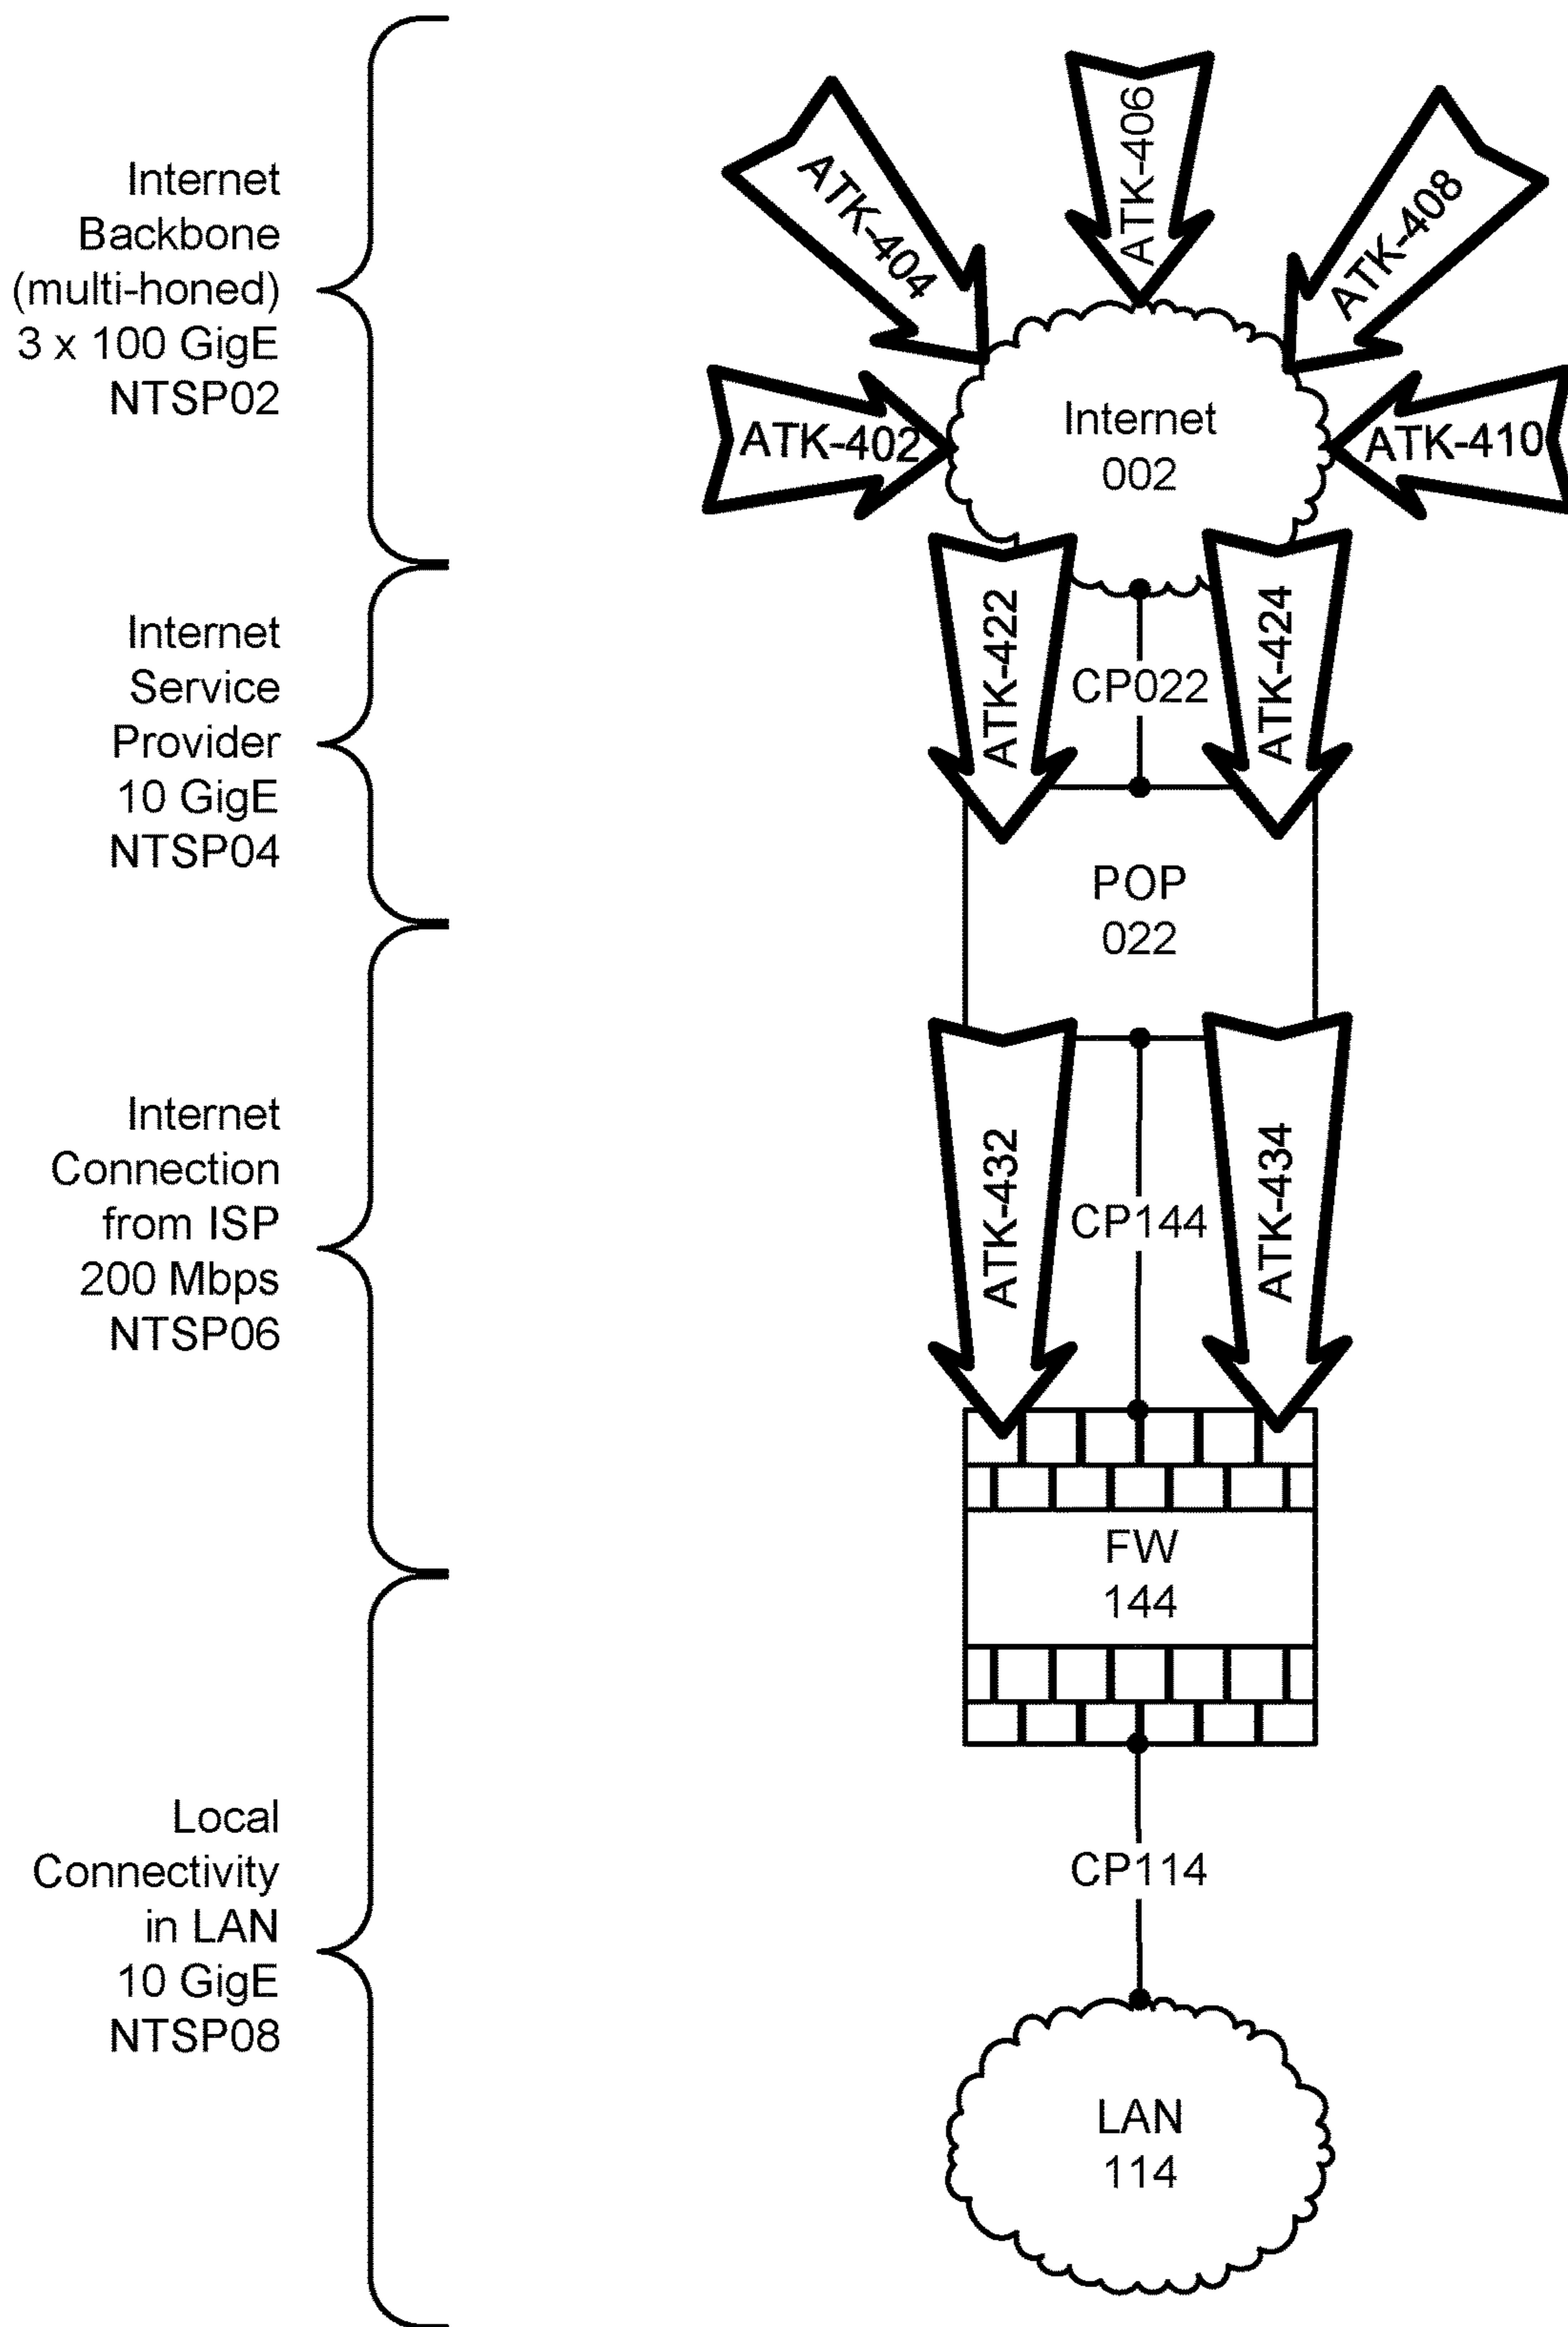 Internet
Backbone
(multi-honed)
3 x 100 GigE
NTSP02
ATK-402
ATK-404
ATK-406
ATK-408
ATK-410
Internet
002
Internet
Service
Provider
10 GigE
NTSP04
ATK-422
CP022
ATK-424
POP
022
Internet
Connection
from ISP
200 Mbps
NTSP06
ATK-432
CP144
ATK-434
FW
144
Local
Connectivity
in LAN
10 GigE
NTSP08
CP114
LAN
114